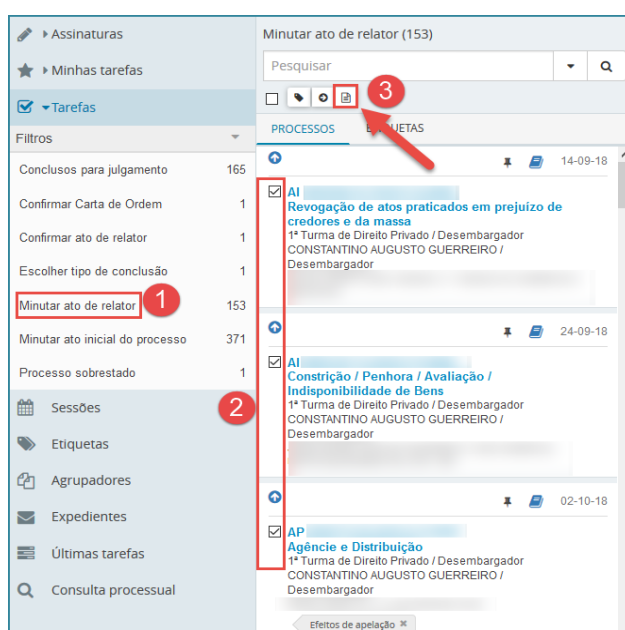 Assinaturas
Minhas tarefas
Tarefas
Filtros
Conclusos para julgamento 165
Confirmar Carta de Ordem 1
Confirmar ato de relator 1
Escolher tipo de conclusão 1
Minutar ato de relator 153
1
Minutar ato inicial do processo 371
Processo sobrestado 1
Sessões
2
Etiquetas
Agrupadores
Expedientes
Últimas tarefas
Consulta processual
Minutar ato de relator (153)
Pesquisar
3
PROCESSOS
14-09-18
AI
Revogação de atos praticados em prejuízo de
credores e da massa
1ª Turma de Direito Privado / Desembargador
CONSTANTINO AUGUSTO GUERREIRO /
Desembargador
24-09-18
AI
Constrição / Penhora / Avaliação /
Indisponibilidade de Bens
1ª Turma de Direito Privado / Desembargador
CONSTANTINO AUGUSTO GUERREIRO /
Desembargador
02-10-18
AP
Agêncie e Distribuição
1ª Turma de Direito Privado / Desembargador
CONSTANTINO AUGUSTO GUERREIRO /
Desembargador
Efeitos de apelação